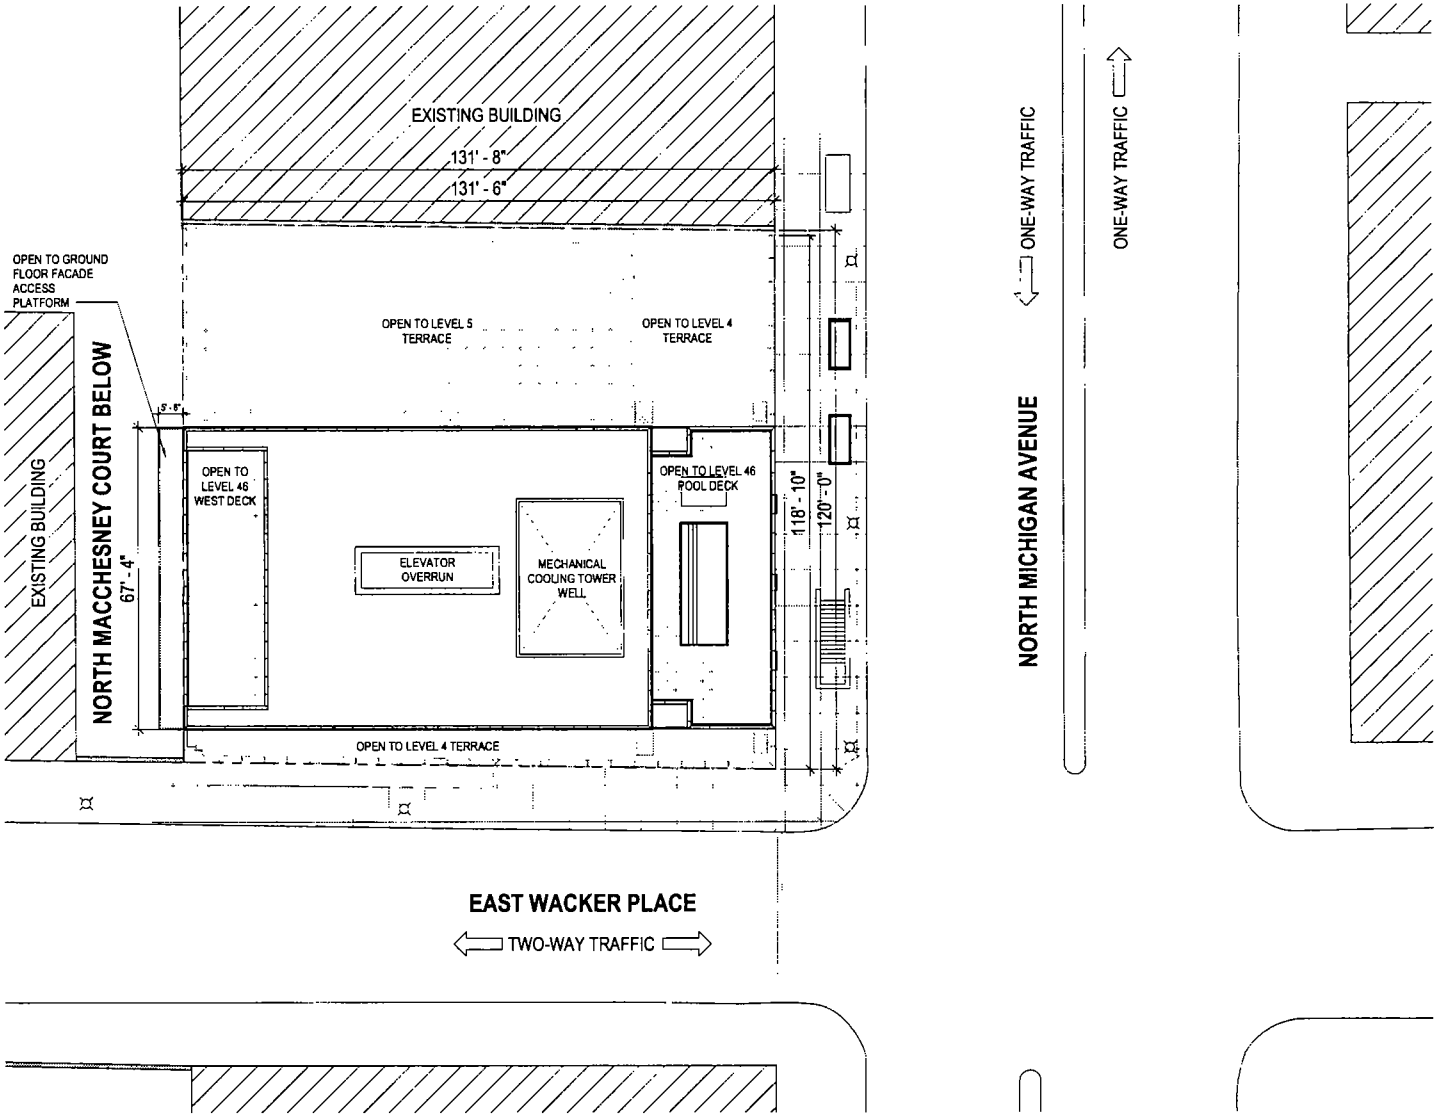 EXISTING BUILDING
131' - 8"
131' - 6"
ONE-WAY TRAFFIC
ONE-WAY TRAFFIC
OPEN TO GROUND
FLOOR FACADE
ACCESS
PLATFORM
OPEN TO LEVEL 5
TERRACE
OPEN TO LEVEL 4
TERRACE
5' - 6"
EXISTING BUILDING
NORTH MACCHESNEY COURT BELOW
67' - 4"
OPEN TO
LEVEL 46
WEST DECK
ELEVATOR
OVERRUN
MECHANICAL
COOLING TOWER
WELL
OPEN TO LEVEL 46
POOL DECK
118' - 10"
120' - 0"
NORTH MICHIGAN AVENUE
OPEN TO LEVEL 4 TERRACE
EAST WACKER PLACE
TWO-WAY TRAFFIC